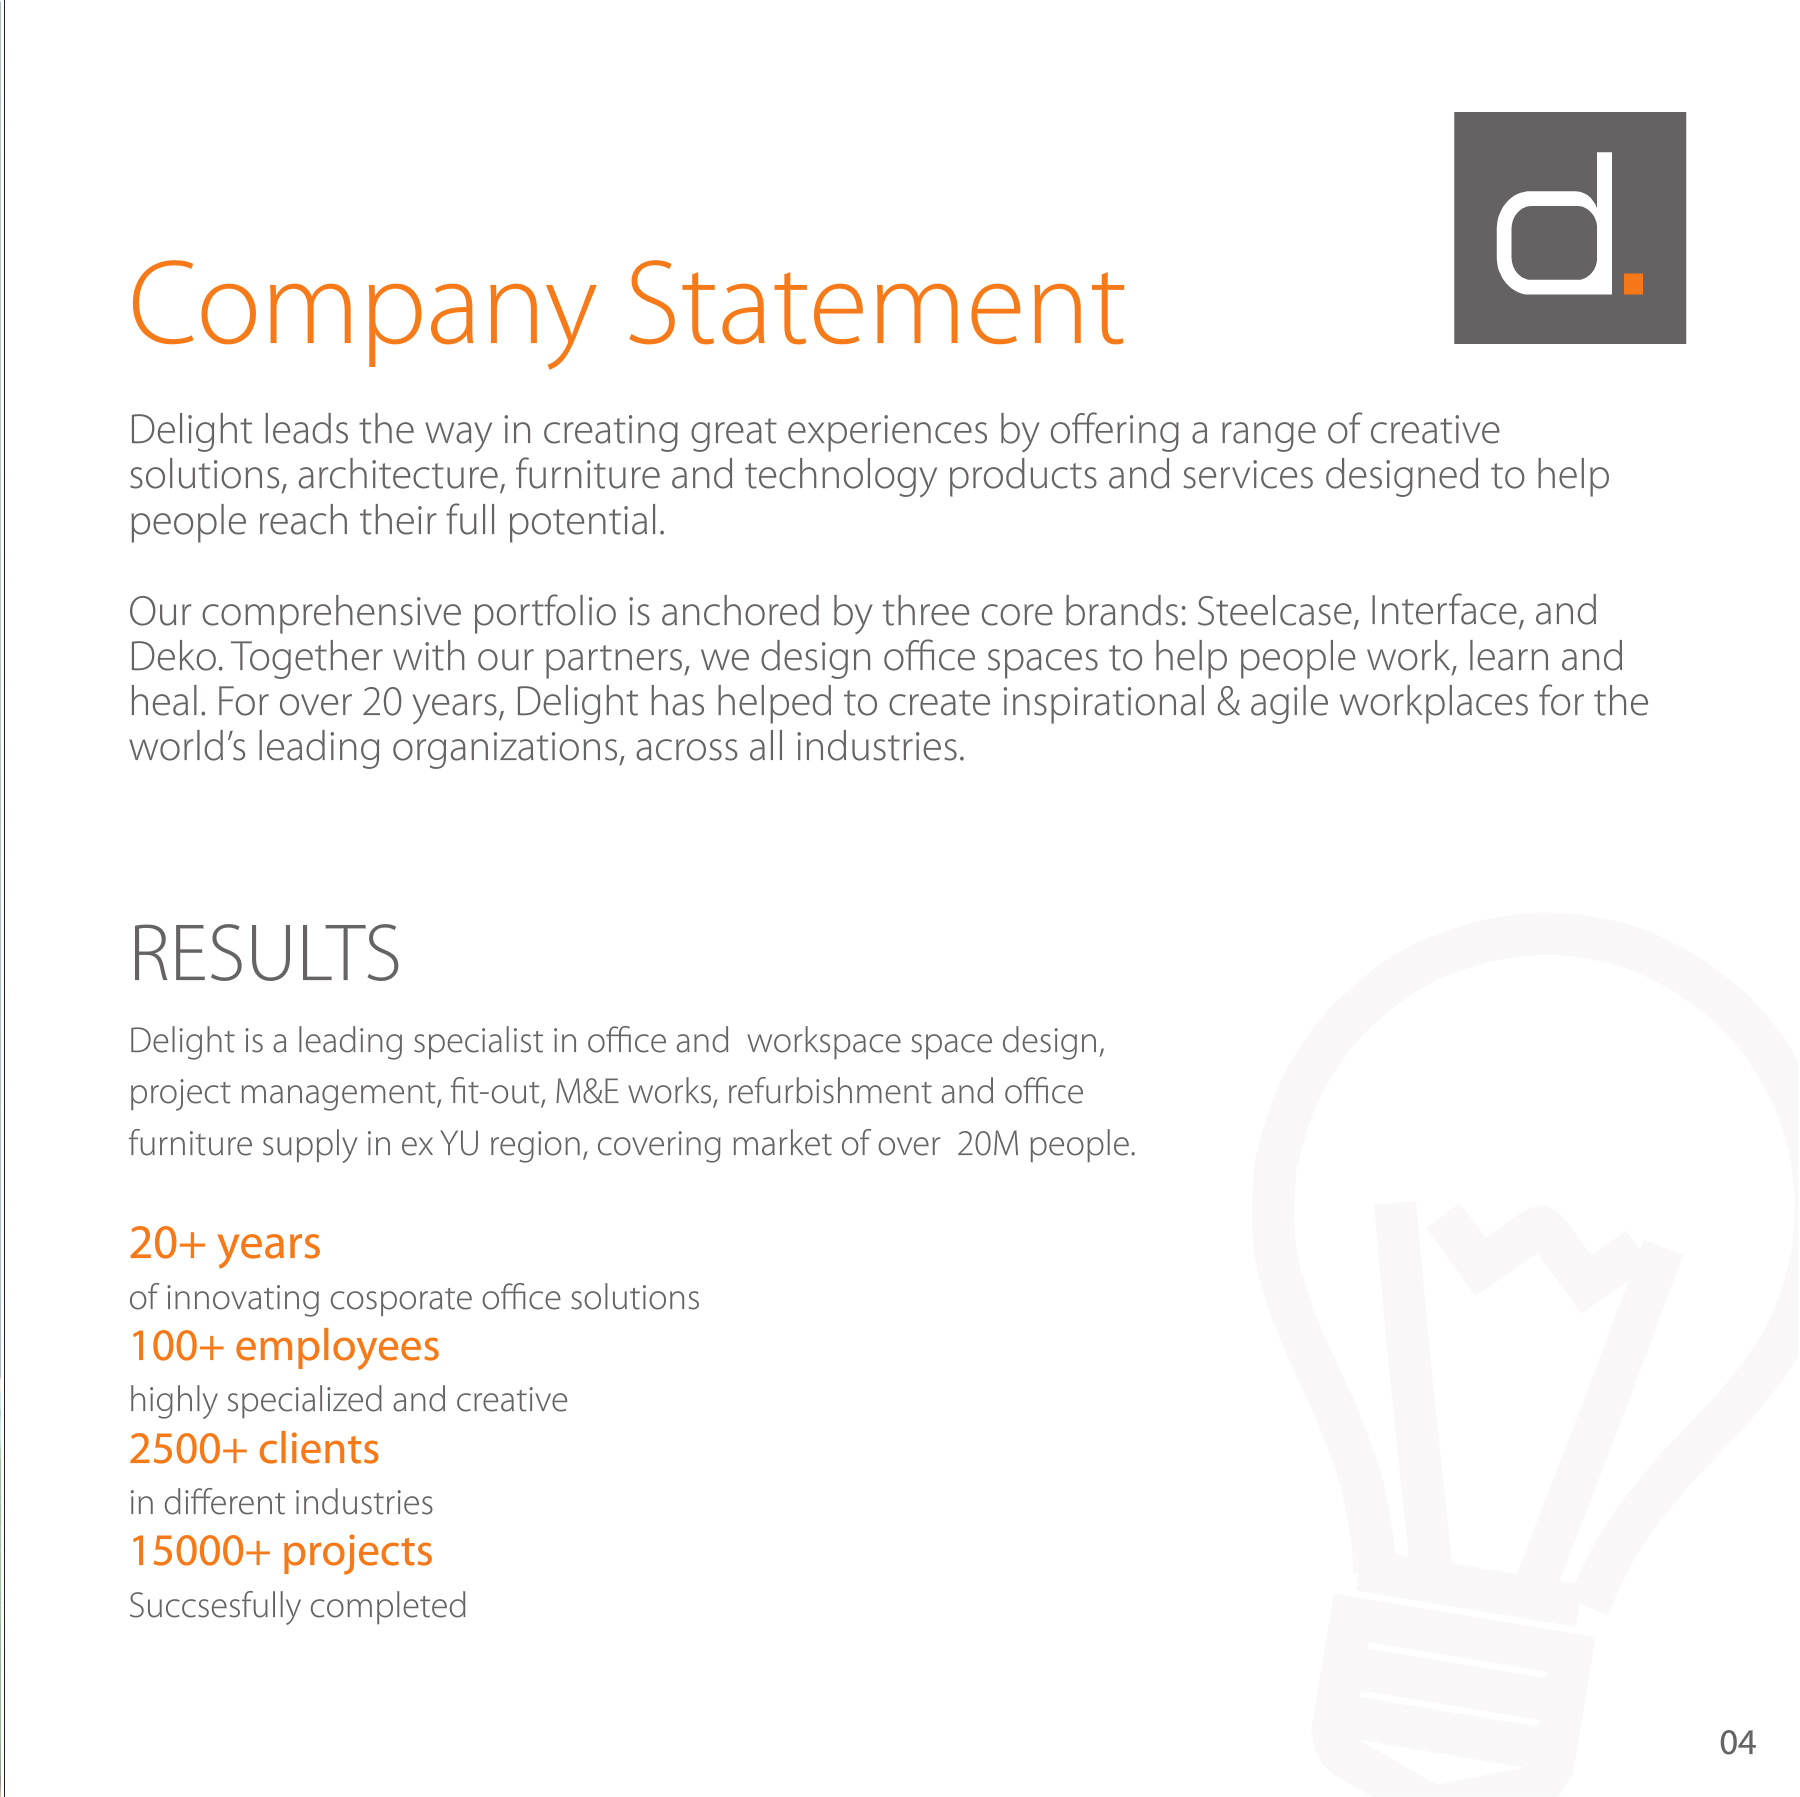 d.
Company Statement
Delight leads the way in creating great experiences by offering a range of creative
solutions, architecture, furniture and technology products and services designed to help
people reach their full potential.
Our comprehensive portfolio is anchored by three core brands: Steelcase, Interface, and
Deko. Together with our partners, we design office spaces to help people work, learn and
heal. For over 20 years, Delight has helped to create inspirational & agile workplaces for the
world’s leading organizations, across all industries.
RESULTS
Delight is a leading specialist in office and  workspace space design,
project management, fit-out, M&E works, refurbishment and office
furniture supply in ex YU region, covering market of over  20M people.
20+ years
of innovating cosporate office solutions
100+ employees
highly specialized and creative
2500+ clients
in different industries
15000+ projects
Succsesfully completed
04